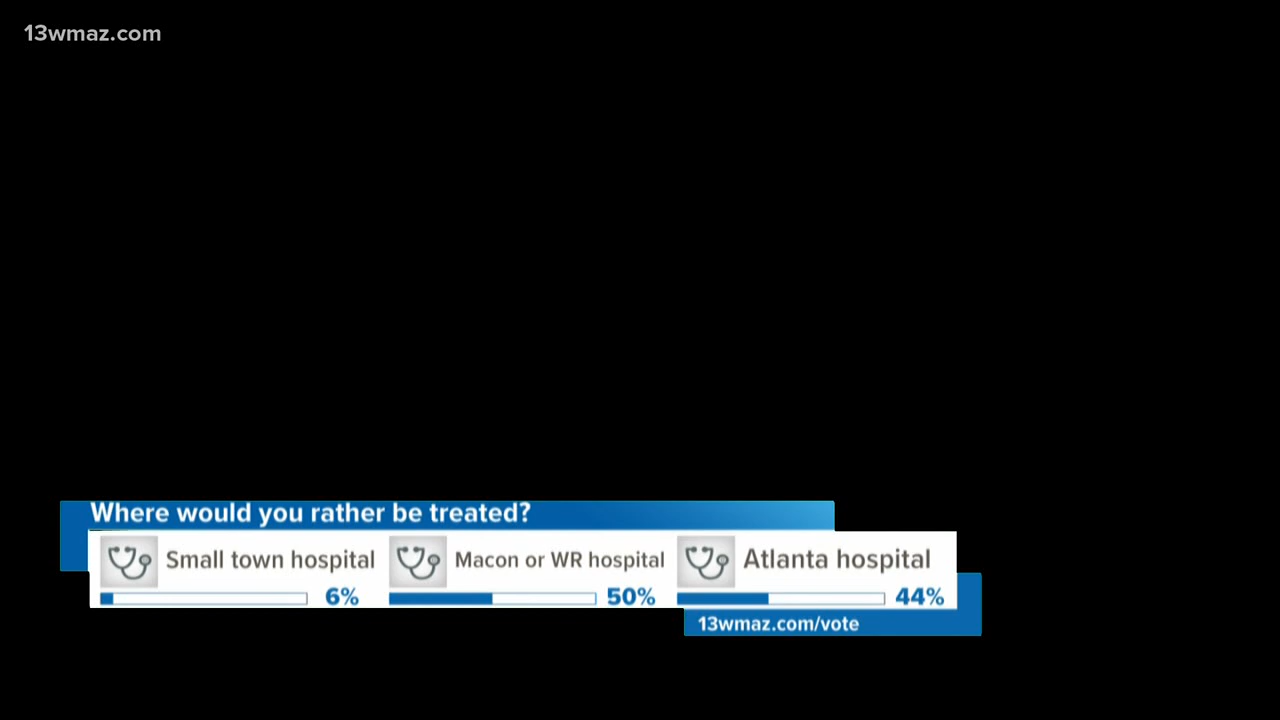 13wmaz.com
Where would you rather be treated?
Small town hospital
6%
Macon or WR hospital
50%
Atlanta hospital
44%
13wmaz.com/vote